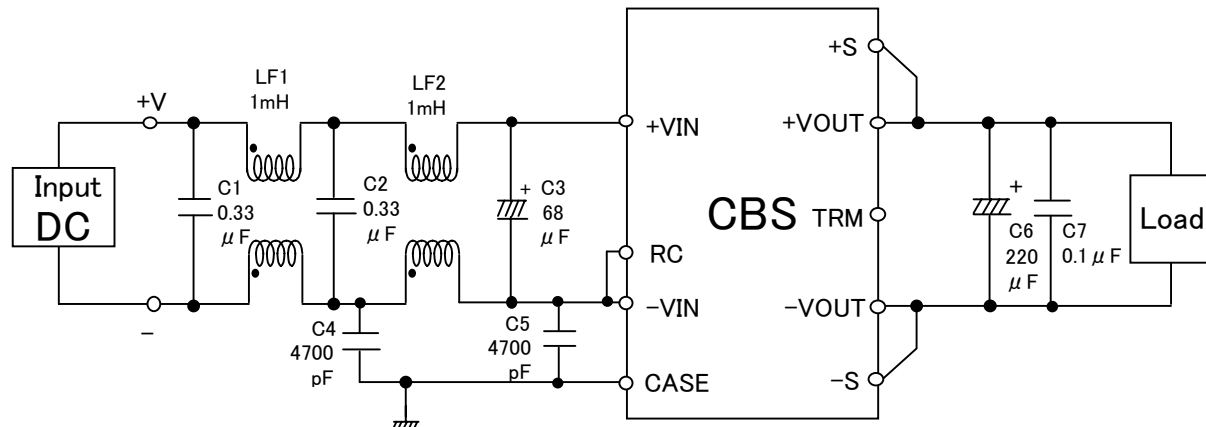 +S
LF1
1mH
LF2
1mH
+V
+VIN
+VOUT
Input
DC
C1
0.33
μF
C2
0.33
μF
+
C3
68
μF
CBS
TRM
+
C6
220
μF
C7
0.1μF
Load
RC
−VIN
−VOUT
−
C4
4700
pF
C5
4700
pF
CASE
−S